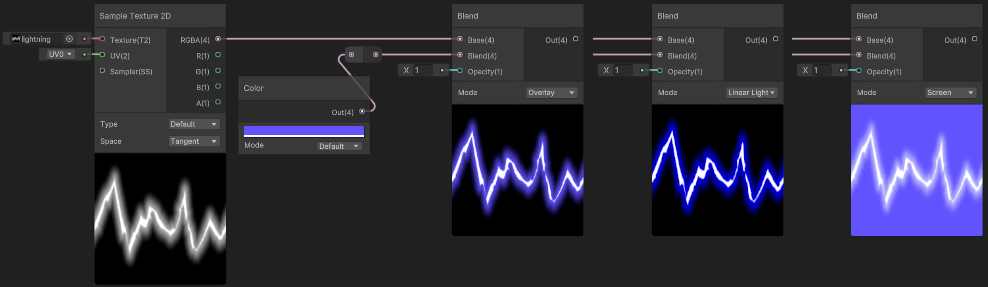 Sample Texture 2D
lightning
Texture(T2)
RGBA(4)
UV0
UV(2)
R(1)
Sampler(SS)
G(1)
B(1)
A(1)
Type
Default
Space
Tangent
Color
Out(4)
Mode
Default
Blend
Base(4)
Out(4)
Blend(4)
X 1
Opacity(1)
Mode
Overlay
Blend
Base(4)
Out(4)
Blend(4)
X 1
Opacity(1)
Mode
Linear Light
Blend
Base(4)
Out(4)
Blend(4)
X 1
Opacity(1)
Mode
Screen